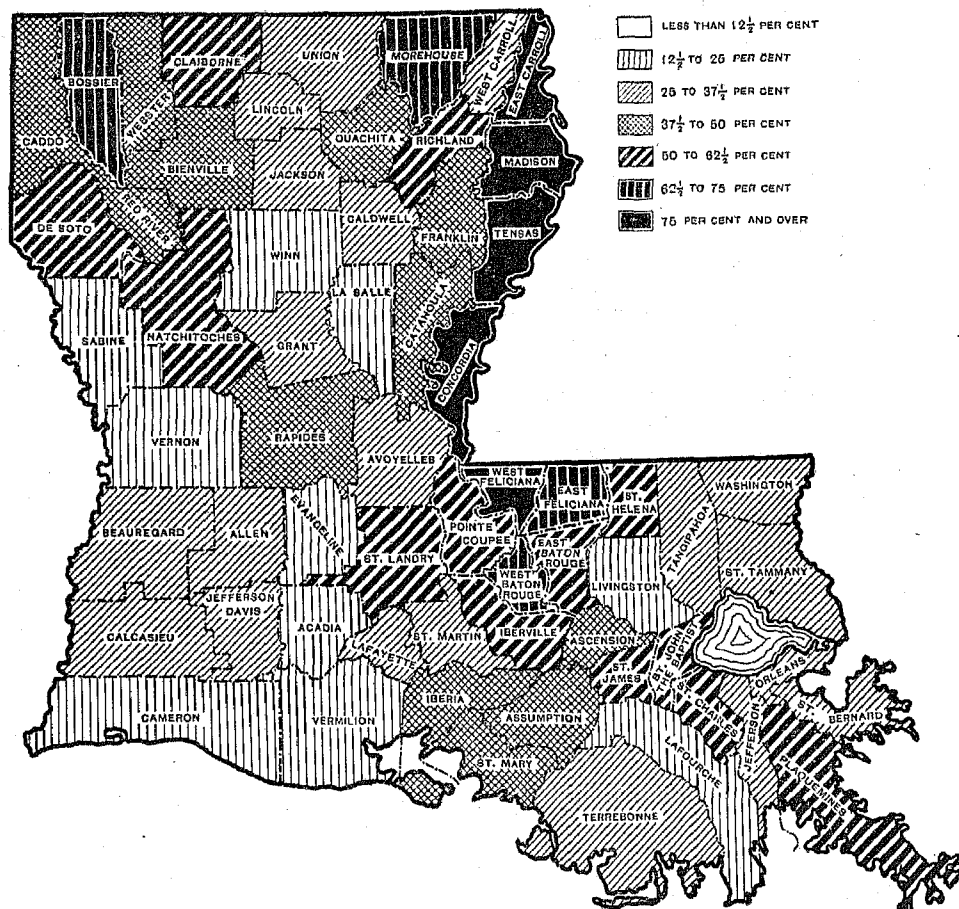 LESS THAN 12½ PER CENT
12½ TO 25 PER CENT
25 TO 37½ PER CENT
37½ TO 50 PER CENT
50 TO 62½ PER CENT
62½ TO 75 PER CENT
75 PER CENT AND OVER
CADDO
BOSSIER
WEBSTER
CLAIBORNE
UNION
LINCOLN
MOREHOUSE
WEST CARROLL
EAST CARROLL
OUACHITA
RICHLAND
MADISON
BIENVILLE
JACKSON
RED RIVER
DE SOTO
CALDWELL
FRANKLIN
TENSAS
WINN
LA SALLE
CATAHOULA
SABINE
NATCHITOCHES
GRANT
CONCORDIA
VERNON
RAPIDES
AVOYELLES
WEST
FELICIANA
EAST
FELICIANA
ST.
HELENA
TANGIPAHOA
WASHINGTON
BEAUREGARD
ALLEN
EVANGELINE
ST. LANDRY
POINTE
COUPEE
EAST
BATON
ROUGE
WEST
BATON
ROUGE
LIVINGSTON
ST. TAMMANY
CALCASIEU
JEFFERSON
DAVIS
ACADIA
LAFAYETTE
ST. MARTIN
IBERVILLE
ASCENSION
ST.
JAMES
ST. JOHN
THE BAPTIST
ST. CHARLES
ORLEANS
CAMERON
VERMILION
IBERIA
ASSUMPTION
ST. MARY
LAFOURCHE
JEFFERSON
ST. BERNARD
PLAQUEMINES
TERREBONNE